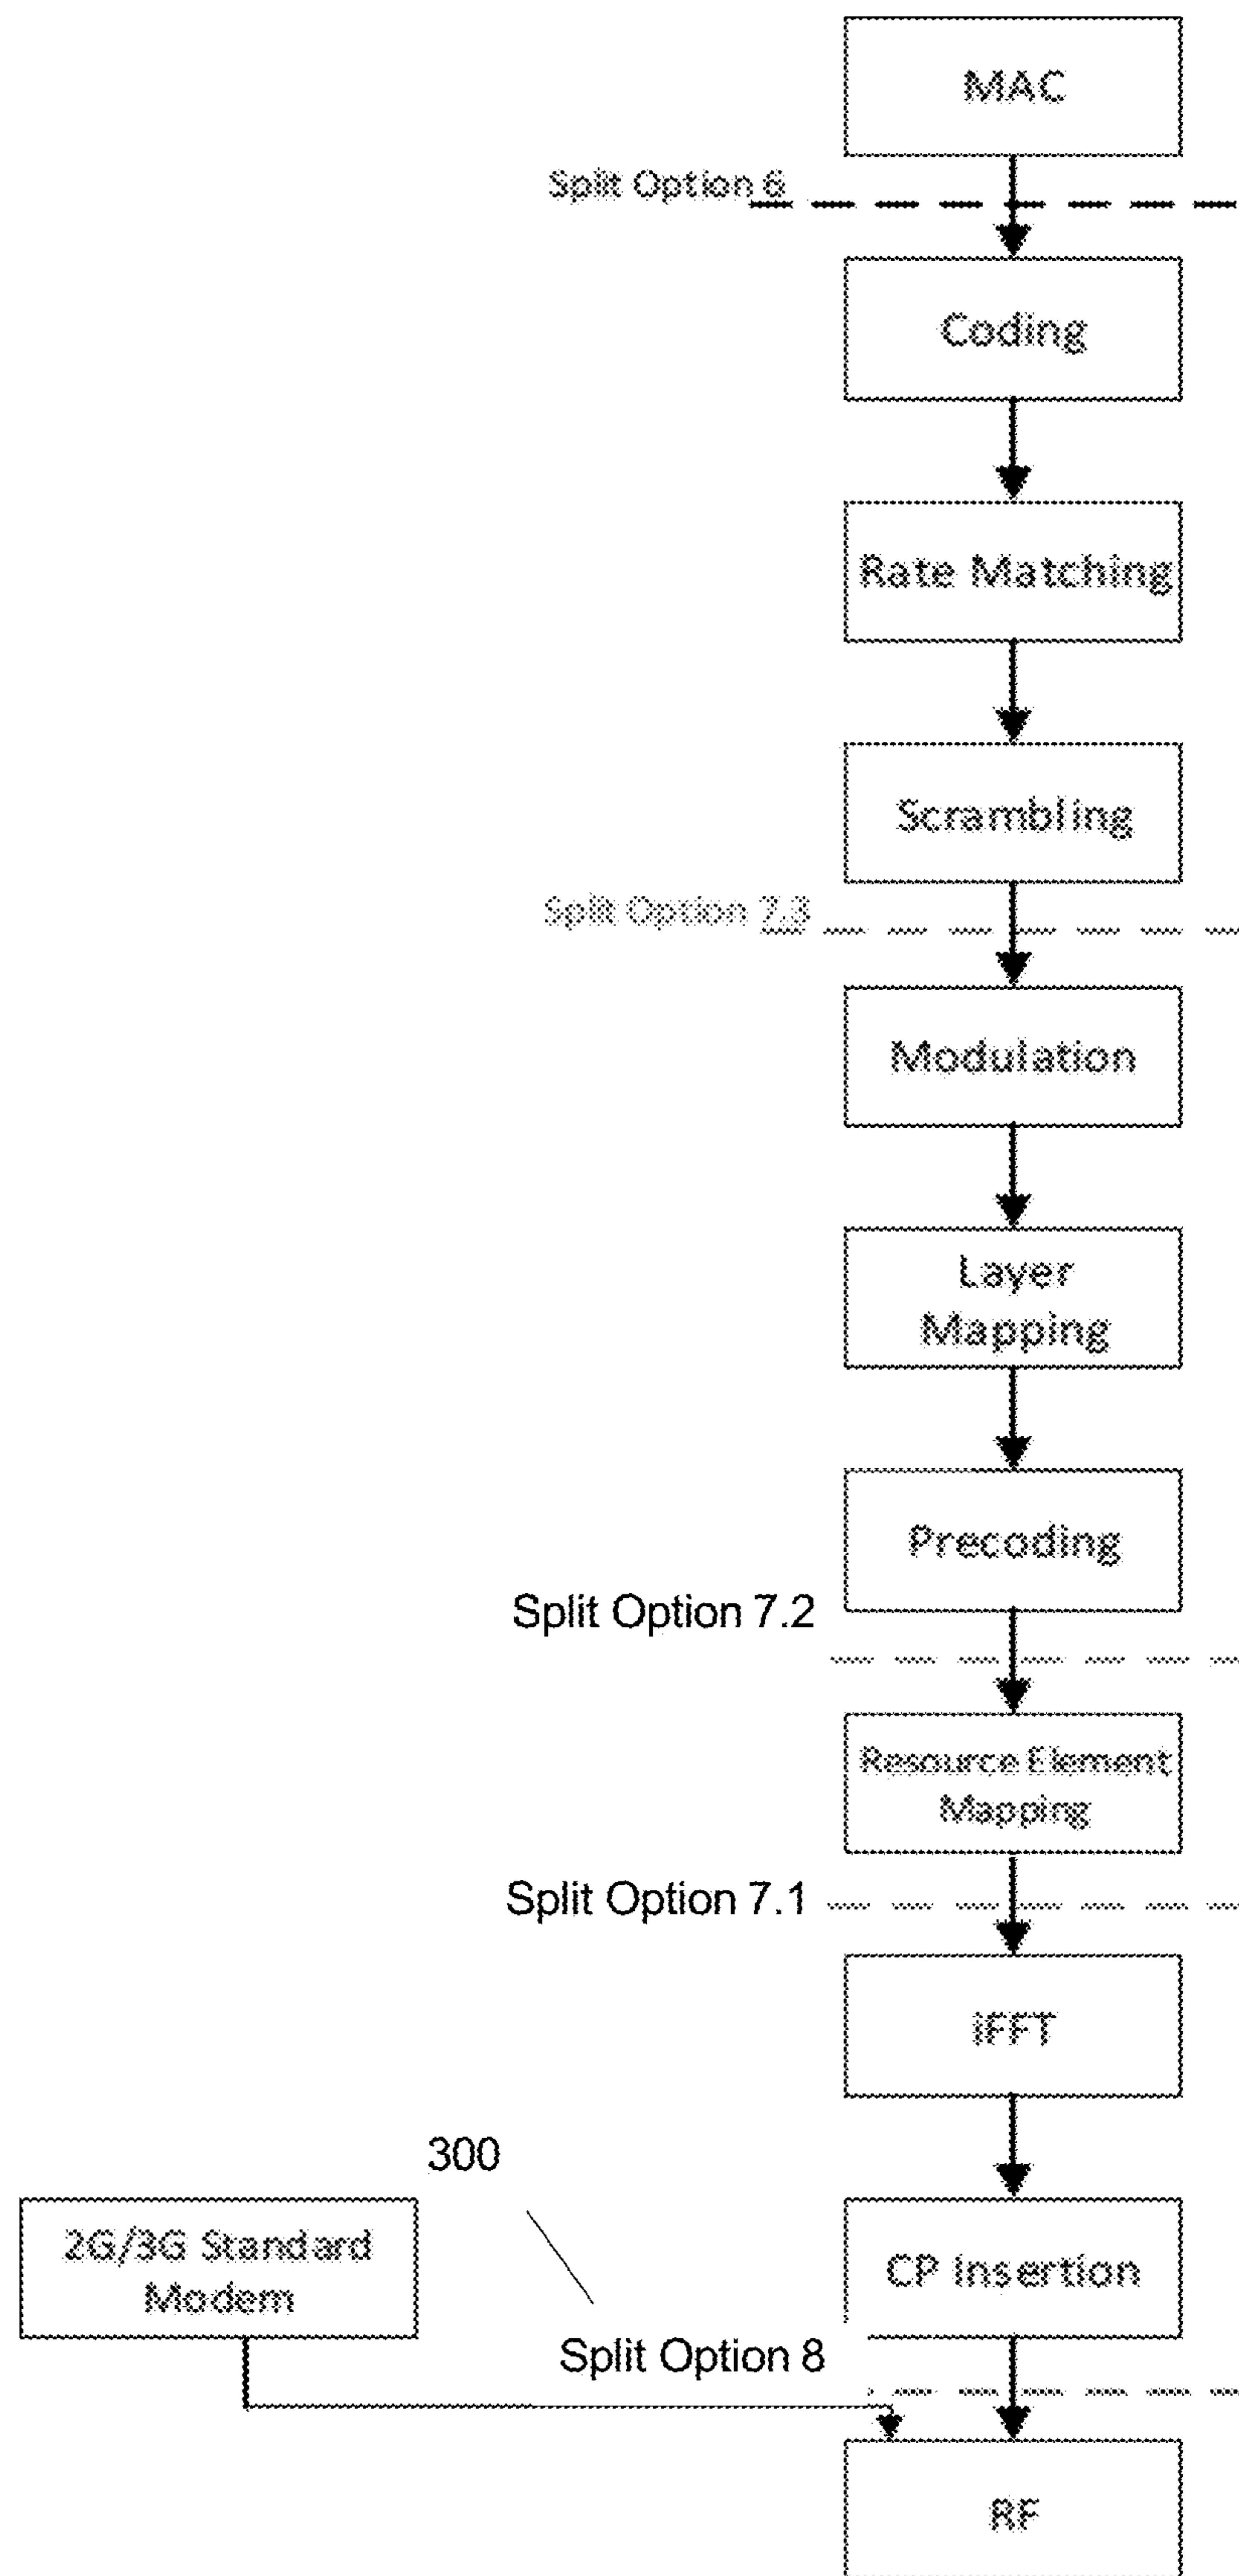 MAC
Split Option 6
Coding
Rate Matching
Scrambling
Split Option 7.3
Modulation
Layer
Mapping
Precoding
Split Option 7.2
Resource Element
Mapping
Split Option 7.1
iFFT
300
2G/3G Standard
Modem
CP Insertion
Split Option 8
RF